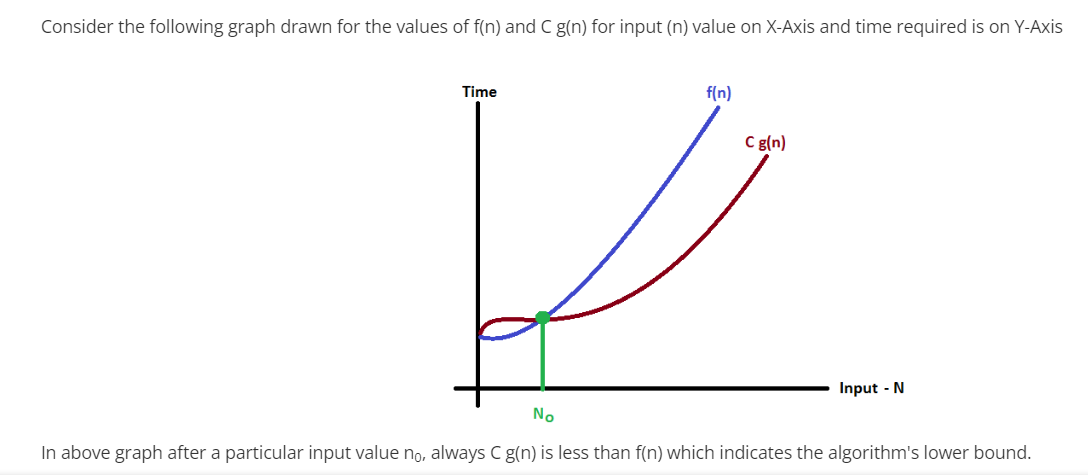 Consider the following graph drawn for the values of f(n) and C g(n) for input (n) value on X-Axis and time required is on Y-Axis
Time
f(n)
C g(n)
Input - N
N₀
In above graph after a particular input value n₀, always C g(n) is less than f(n) which indicates the algorithm's lower bound.